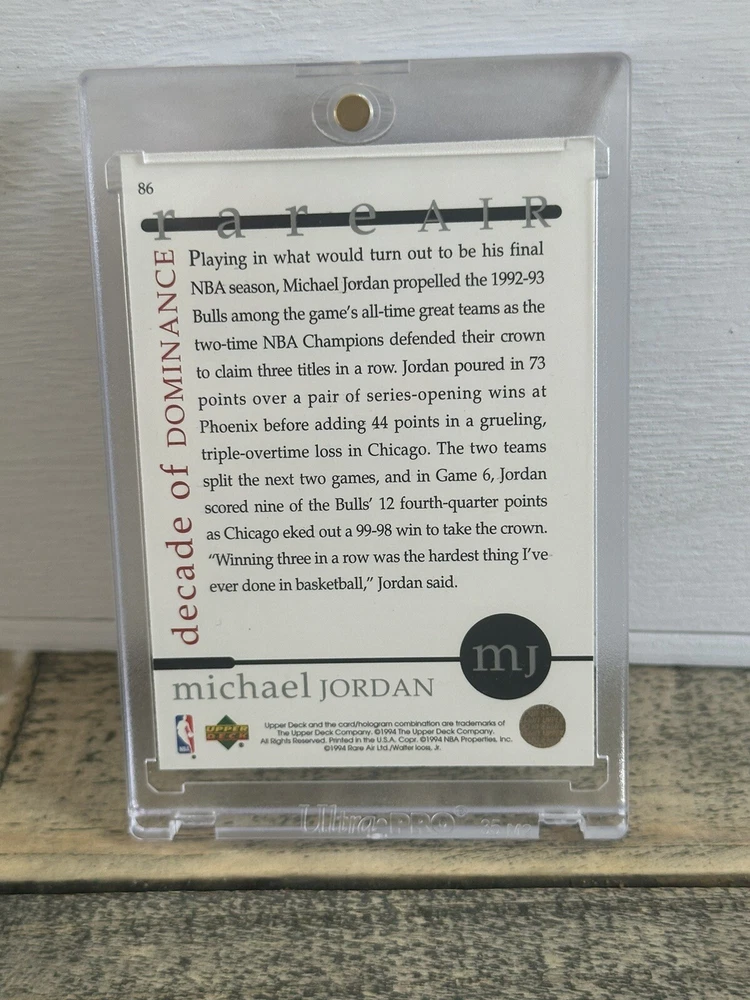 86
rare AIR
decade of DOMINANCE
Playing in what would turn out to be his final
NBA season, Michael Jordan propelled the 1992-93
Bulls among the game's all-time great teams as the
two-time NBA Champions defended their crown
to claim three titles in a row. Jordan poured in 73
points over a pair of series-opening wins at
Phoenix before adding 44 points in a grueling,
triple-overtime loss in Chicago. The two teams
split the next two games, and in Game 6, Jordan
scored nine of the Bulls' 12 fourth-quarter points
as Chicago eked out a 99-98 win to take the crown.
"Winning three in a row was the hardest thing I've
ever done in basketball," Jordan said.
mJ
michael JORDAN
NBA
UPPER
DECK
Upper Deck and the card/hologram combination are trademarks of
The Upper Deck Company. ©1994 The Upper Deck Company.
All Rights Reserved. Printed in the U.S.A. Copr. ©1994 NBA Properties, Inc.
©1994 Rare Air Ltd./Walter Iooss, Jr.
Ultra·PRO®